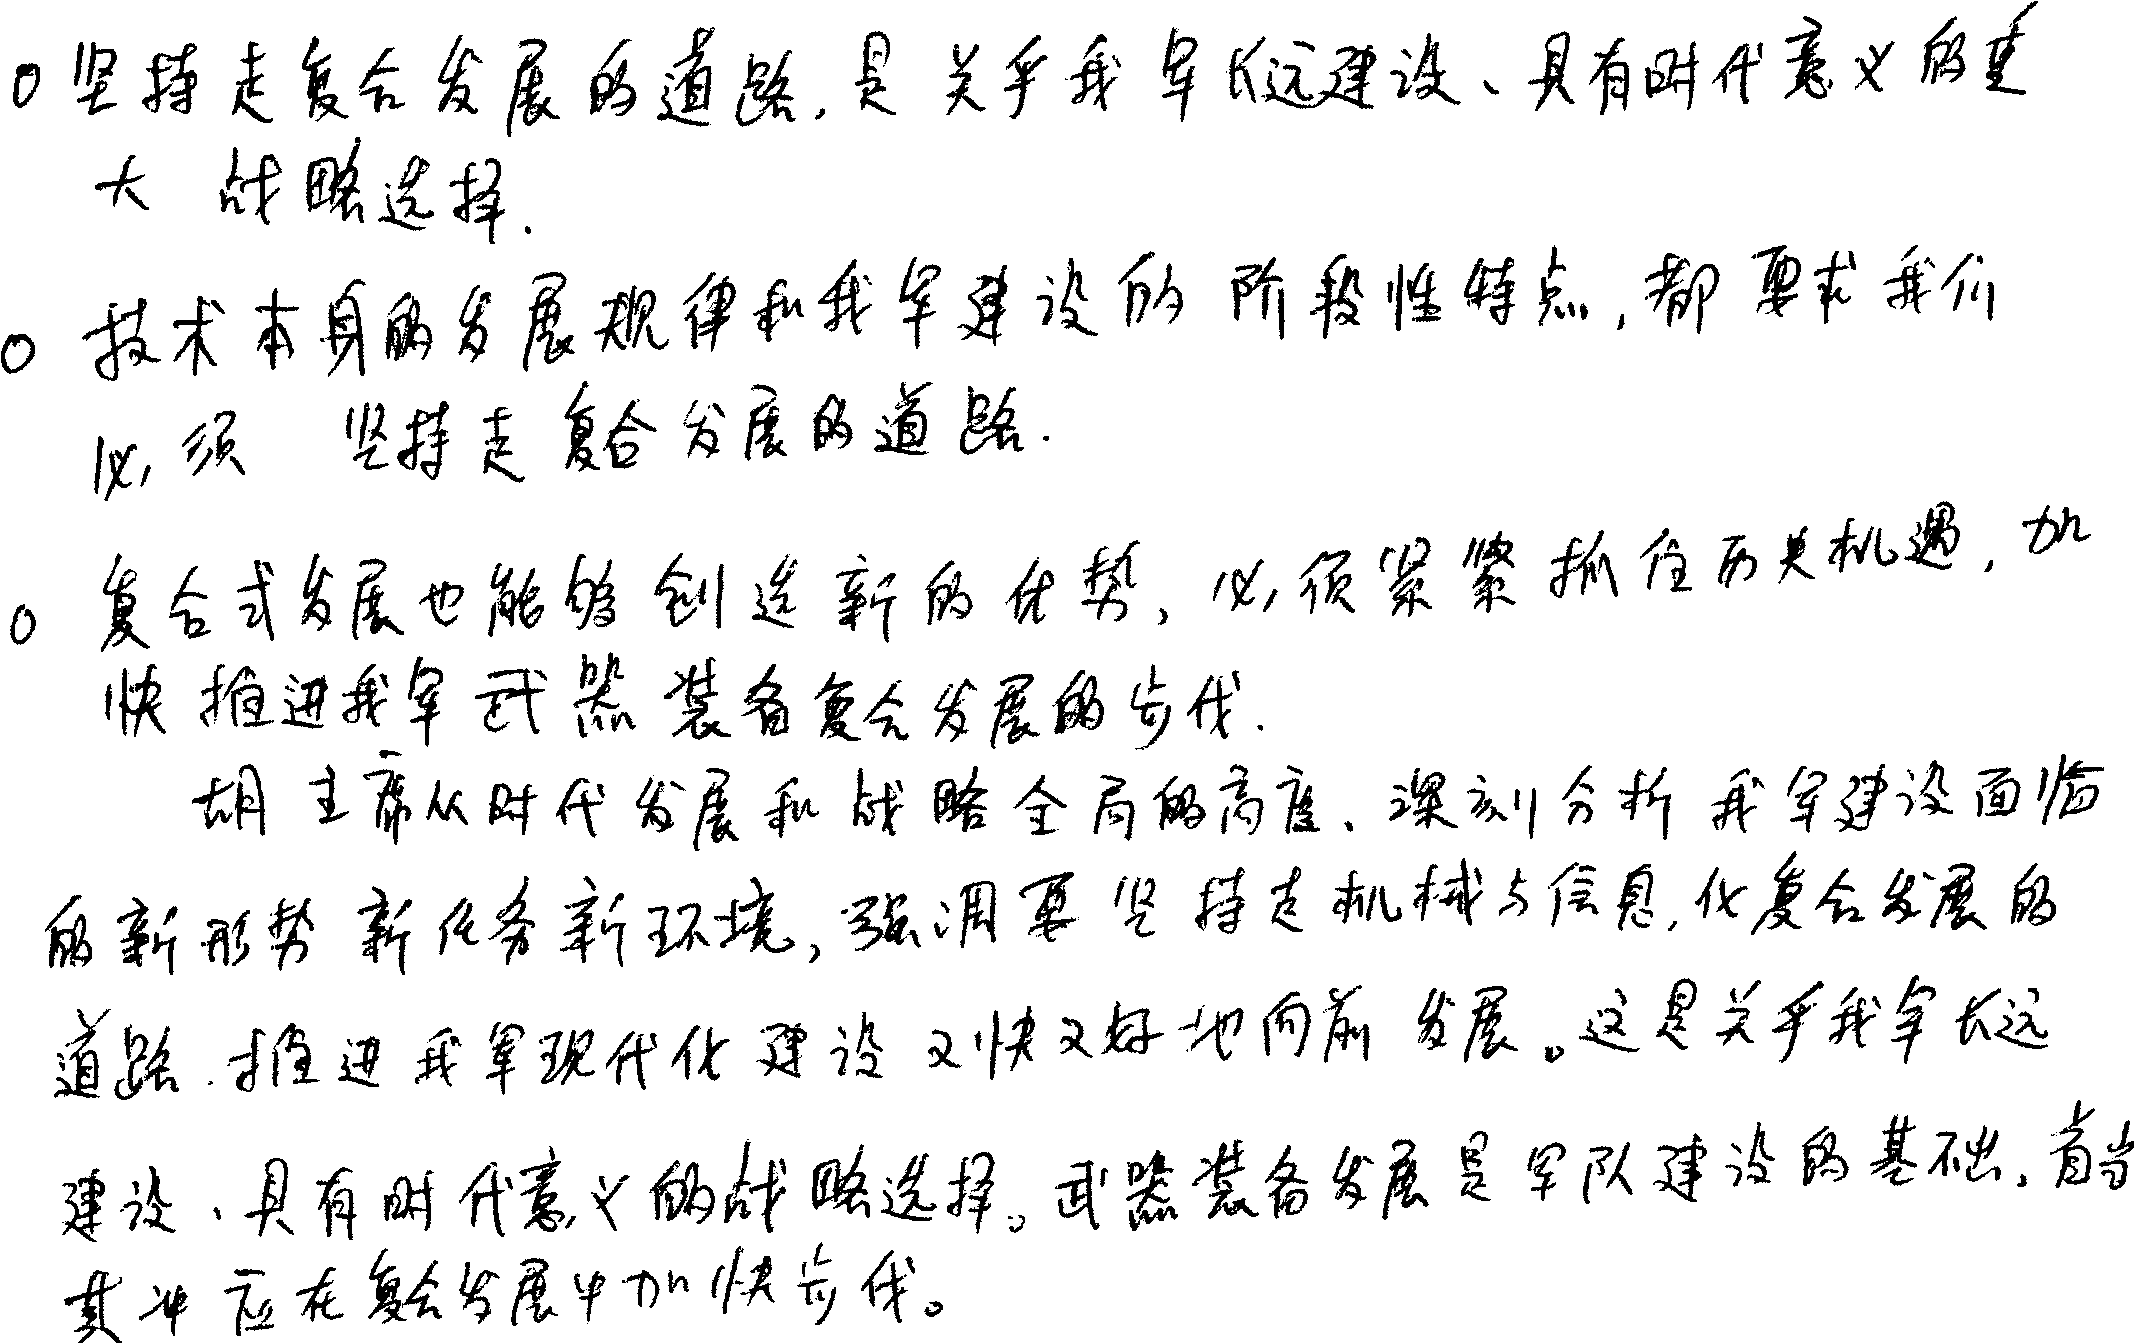 ○坚持走复合发展的道路,是关乎我军长远建设、具有时代意义的重
大战略选择.
○技术本身的发展规律和我军建设的阶段性特点,都要求我们
必须坚持走复合发展的道路.
○复合式发展也能够创造新的优势,必须紧紧抓住历史机遇,加
快推进我军武器装备复合发展的步伐.
胡主席从时代发展和战略全局的高度、深刻分析我军建设面临
的新形势新任务新环境,强调要坚持走机械与信息化复合发展的
道路.推进我军现代化建设又快又好地向前发展。这是关乎我军长远
建设、具有时代意义的战略选择。武器装备发展是军队建设的基础,首当
其冲应在复合发展中加快步伐。